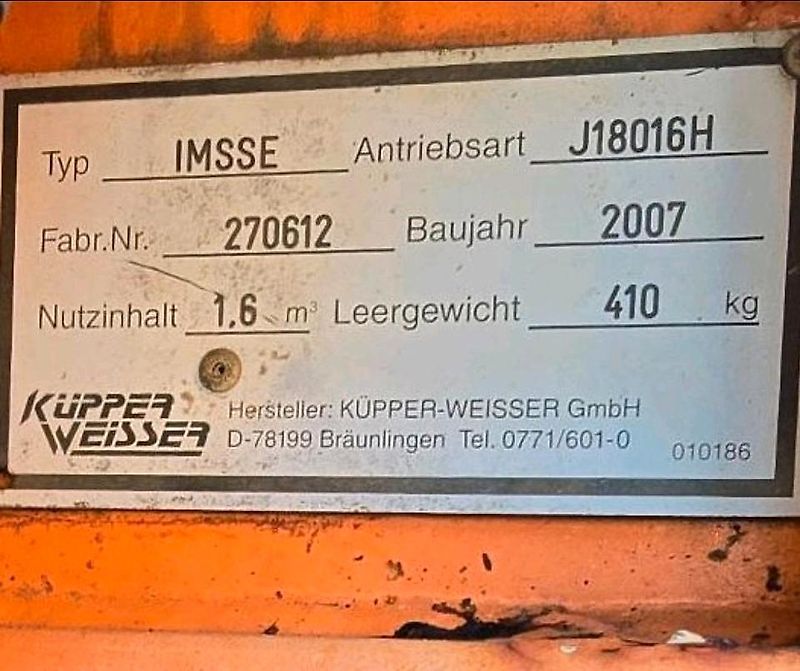 Typ IMSSE Antriebsart J18016H
Fabr.Nr. 270612 Baujahr 2007
Nutzinhalt 1,6 m³ Leergewicht 410 kg
KÜPPER WEISSER
Hersteller: KÜPPER-WEISSER GmbH
D-78199 Bräunlingen Tel. 0771/601-0 010186